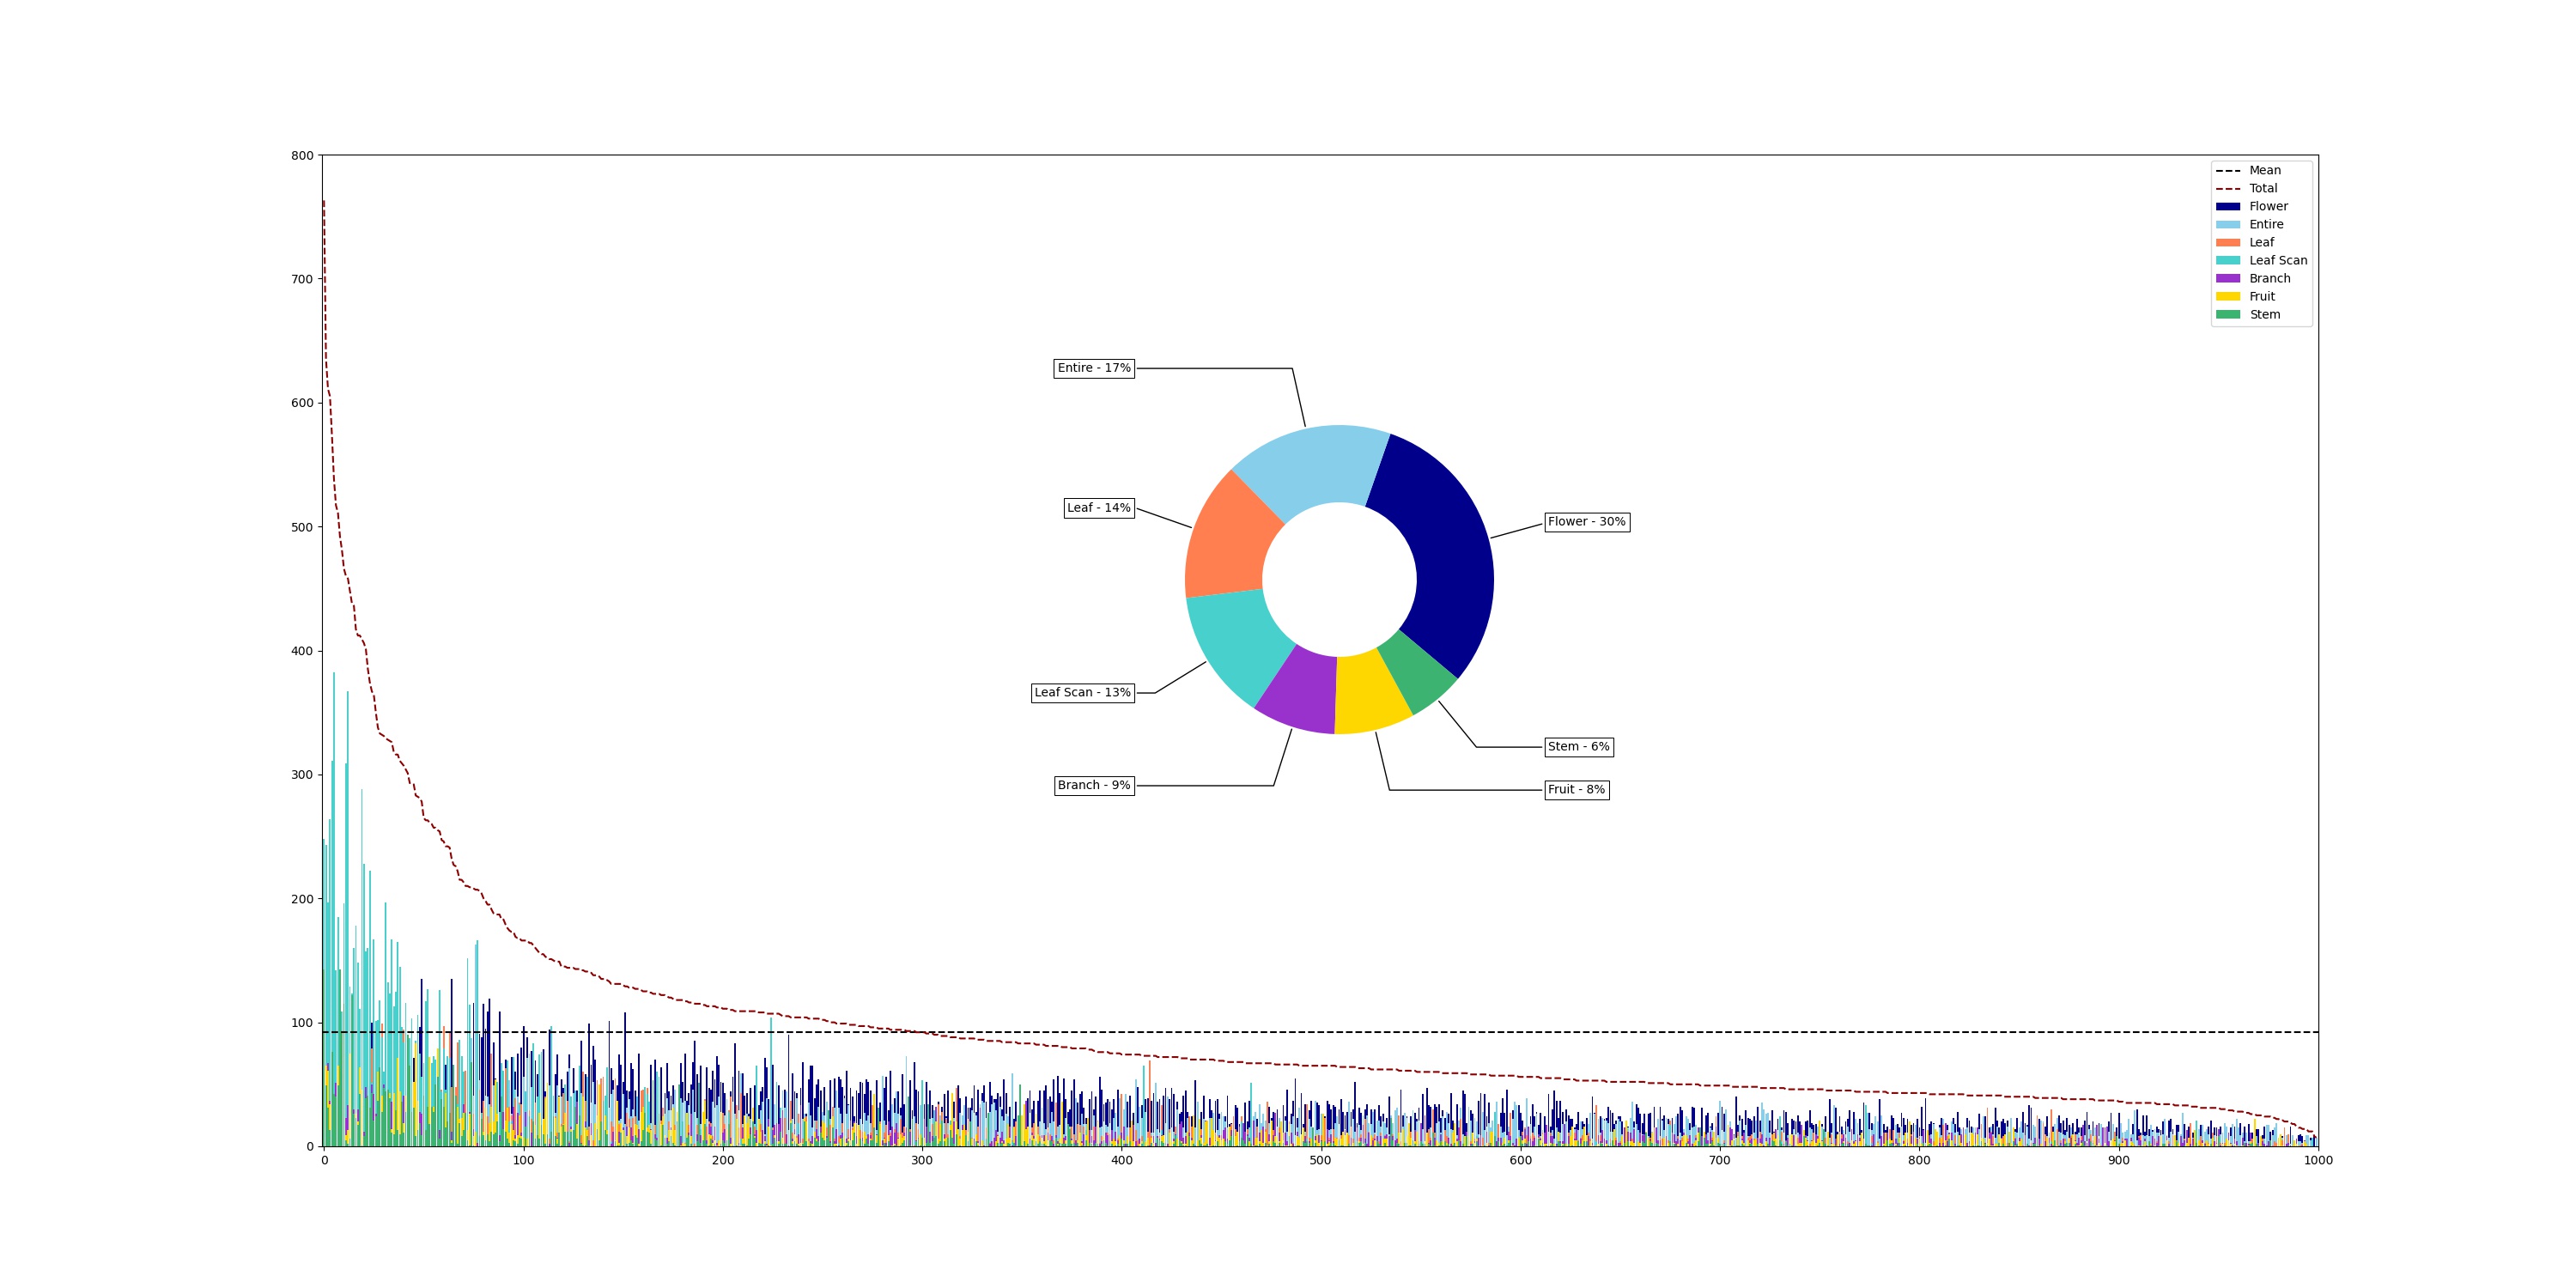 800
700
600
500
400
300
200
100
0
0 100 200 300 400 500 600 700 800 900 1000
Mean
Total
Flower
Entire
Leaf
Leaf Scan
Branch
Fruit
Stem
Entire - 17%
Leaf - 14%
Flower - 30%
Leaf Scan - 13%
Stem - 6%
Branch - 9%
Fruit - 8%